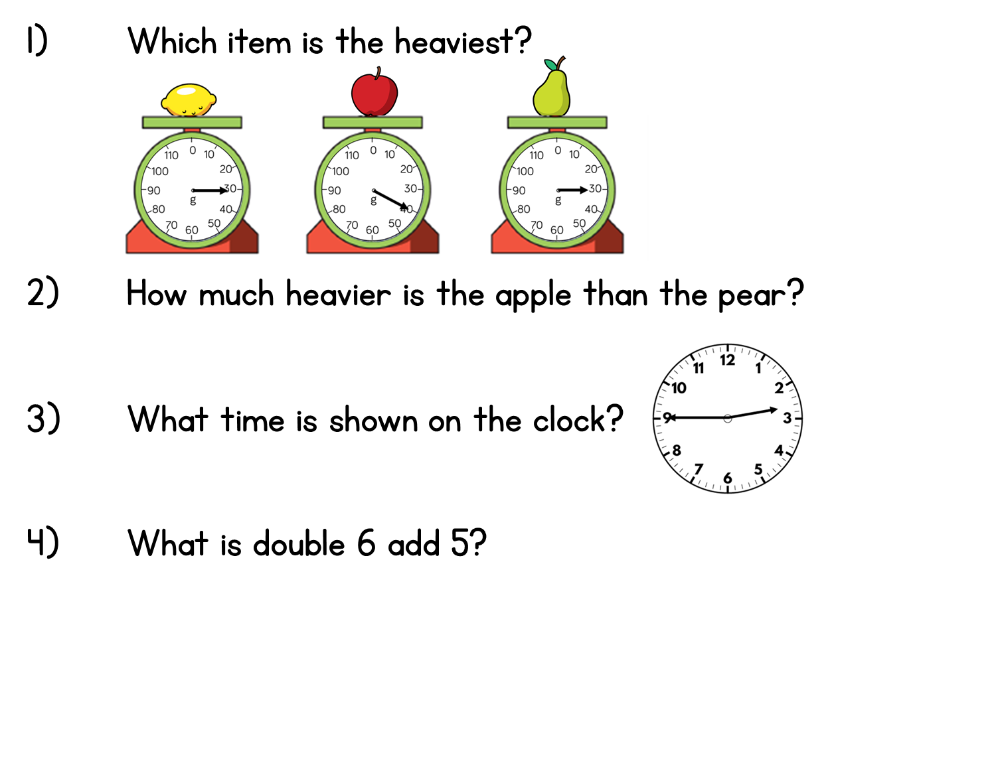 1) Which item is the heaviest?
0 10 20 30 40 50 60 70 80 90 100 110 g
0 10 20 30 40 50 60 70 80 90 100 110 g
0 10 20 30 40 50 60 70 80 90 100 110 g
2) How much heavier is the apple than the pear?
3) What time is shown on the clock?
12 1 2 3 4 5 6 7 8 9 10 11
4) What is double 6 add 5?